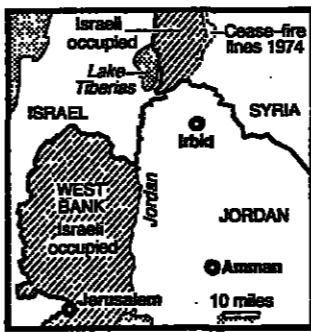 Israeli
occupied
Cease-fire
lines 1974
Lake
Tiberias
ISRAEL
SYRIA
Irbid
WEST
BANK
Israeli
occupied
Jordan
JORDAN
Amman
Jerusalem
10 miles